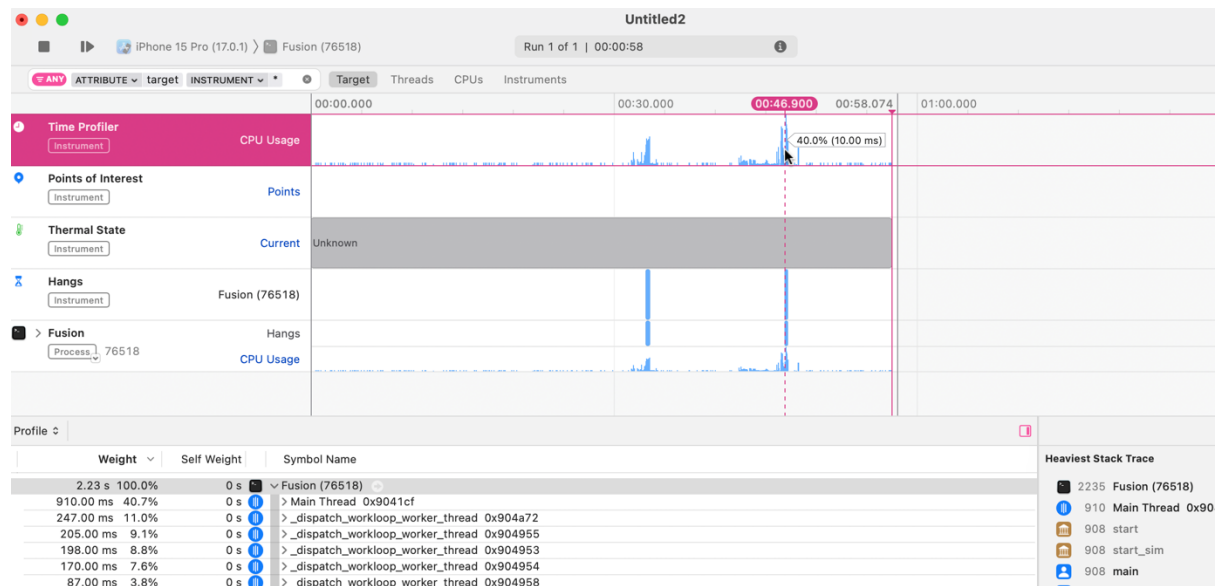 Untitled2
iPhone 15 Pro (17.0.1) 〉 Fusion (76518)
Run 1 of 1 | 00:00:58
ANY ATTRIBUTE target INSTRUMENT * Target Threads CPUs Instruments
00:00.000 00:30.000 00:46.900 00:58.074 01:00.000
Time Profiler
Instrument
CPU Usage
40.0% (10.00 ms)
Points of Interest
Instrument
Points
Thermal State
Instrument
Current
Unknown
Hangs
Instrument
Fusion (76518)
Fusion
Process 76518
Hangs
CPU Usage
Profile
Weight Self Weight Symbol Name
2.23 s 100.0% 0 s Fusion (76518)
910.00 ms 40.7% 0 s > Main Thread 0x9041cf
247.00 ms 11.0% 0 s > _dispatch_workloop_worker_thread 0x904a72
205.00 ms 9.1% 0 s > _dispatch_workloop_worker_thread 0x904955
198.00 ms 8.8% 0 s > _dispatch_workloop_worker_thread 0x904953
170.00 ms 7.6% 0 s > _dispatch_workloop_worker_thread 0x904954
87.00 ms 3.8% 0 s > _dispatch_workloop_worker_thread 0x904958
Heaviest Stack Trace
2235 Fusion (76518)
910 Main Thread 0x90
908 start
908 start_sim
908 main